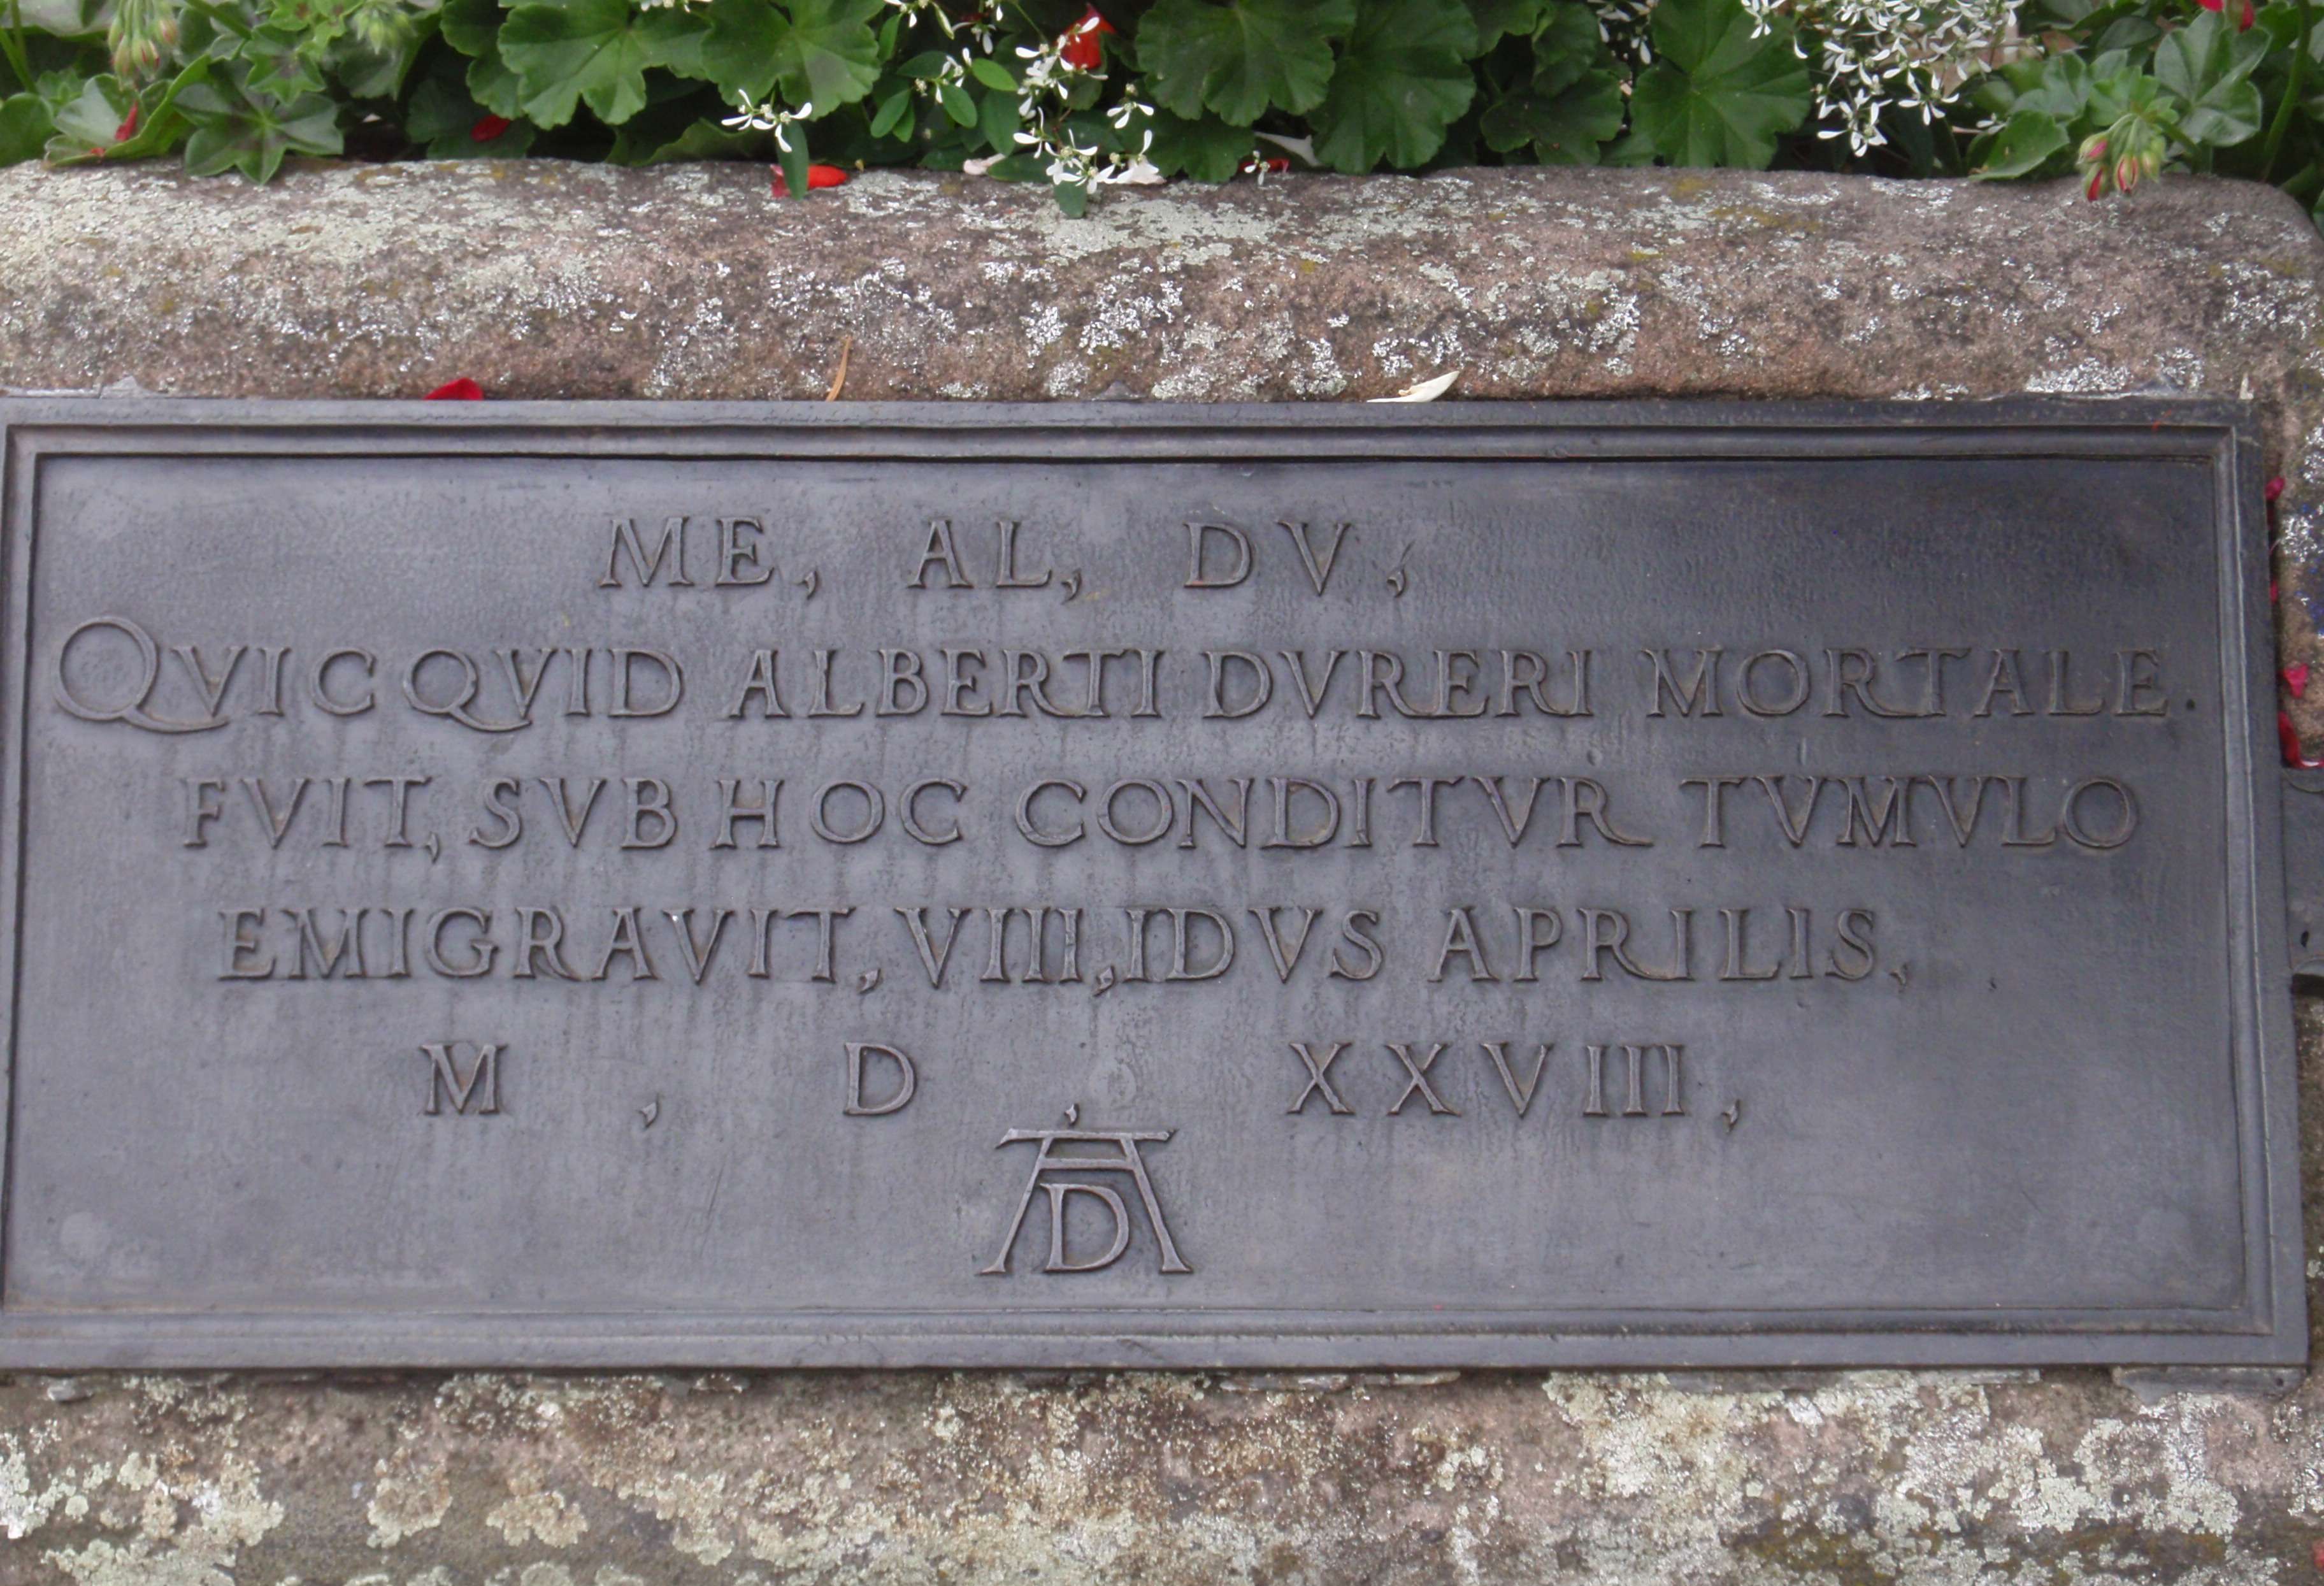 ME, AL, DV,
QVICQVID ALBERTI DVRERI MORTALE.
FVIT, SVB HOC CONDITVR TVMVLO
EMIGRAVIT, VIII, IDVS APRILIS,
M , D , XXVIII,
AD